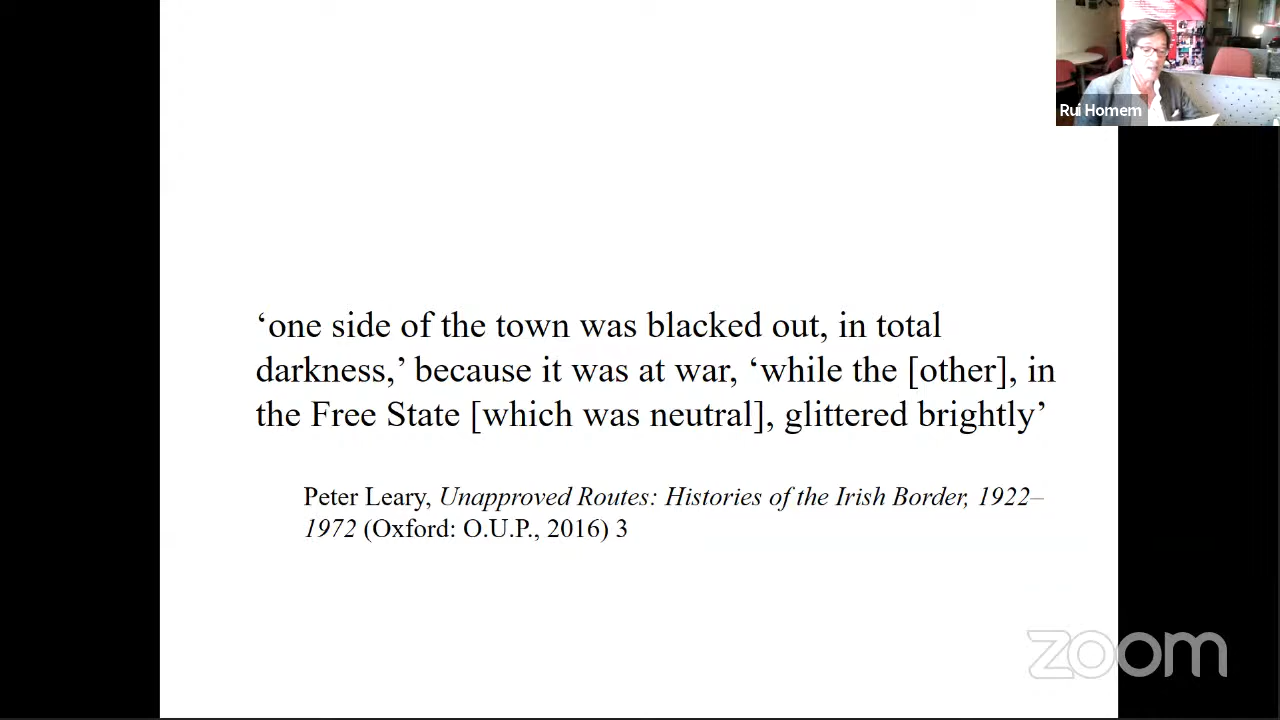 Rui Homem
‘one side of the town was blacked out, in total
darkness,’ because it was at war, ‘while the [other], in
the Free State [which was neutral], glittered brightly’
Peter Leary, Unapproved Routes: Histories of the Irish Border, 1922–
1972 (Oxford: O.U.P., 2016) 3
zoom